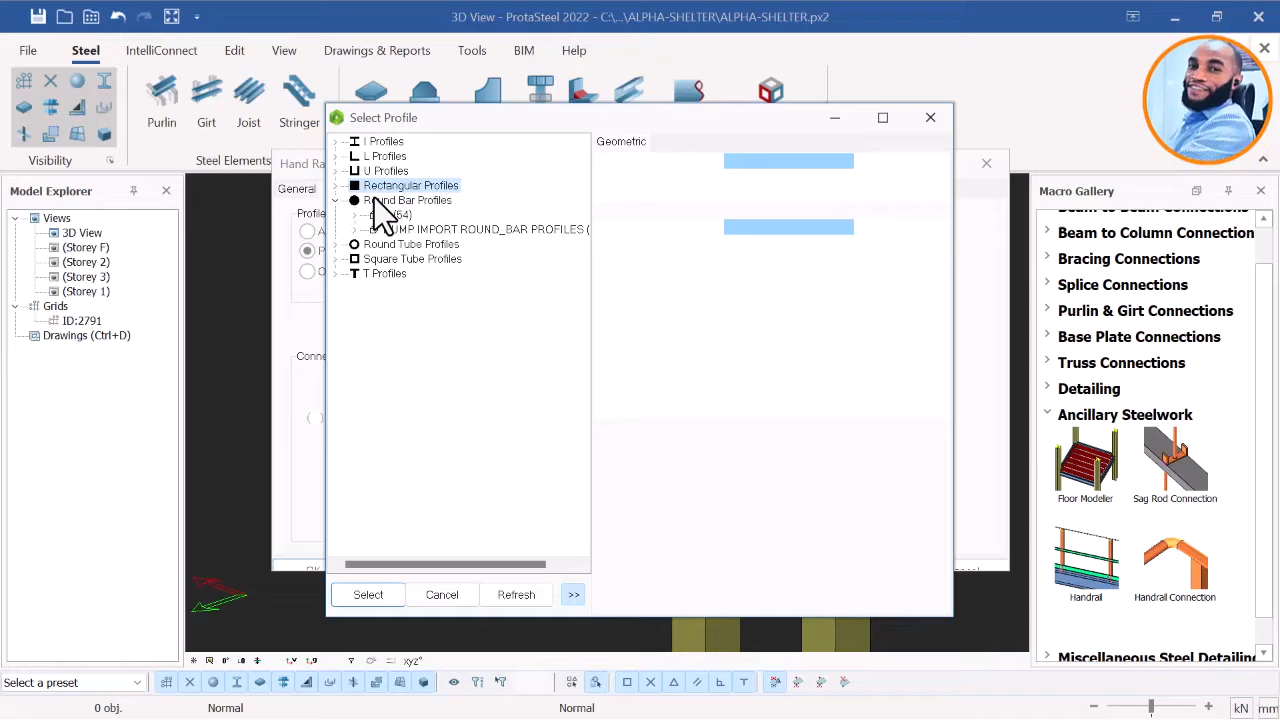 3D View - ProtaSteel 2022 - C:\...\ALPHA-SHELTER\ALPHA-SHELTER.px2
File
Steel
IntelliConnect
Edit
View
Drawings & Reports
Tools
BIM
Help
Visibility
Purlin
Girt
Joist
Stringer
Steel Elements
Model Explorer
Views
3D View
(Storey F)
(Storey 2)
(Storey 3)
(Storey 1)
Grids
ID:2791
Drawings (Ctrl+D)
Hand Ra
General
Profile
Conne
Select Profile
I Profiles
L Profiles
U Profiles
Rectangular Profiles
Round Bar Profiles
(54)
IMPORT ROUND_BAR PROFILES (
Round Tube Profiles
Square Tube Profiles
T Profiles
Geometric
Select
Cancel
Refresh
>>
Macro Gallery
Beam to Beam Connections
Beam to Column Connection
Bracing Connections
Splice Connections
Purlin & Girt Connections
Base Plate Connections
Truss Connections
Detailing
Ancillary Steelwork
Floor Modeler
Sag Rod Connection
Handrail
Handrail Connection
Miscellaneous Steel Detailing
xyz°
Select a preset
0 obj.
Normal
Normal
kN
mm